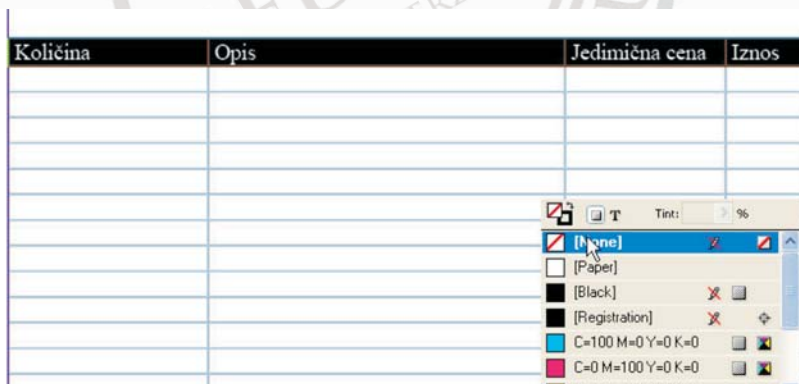 Količina Opis Jedimična cena Iznos
T Tint: %
[None]
[Paper]
[Black]
[Registration]
C=100 M=0 Y=0 K=0
C=0 M=100 Y=0 K=0